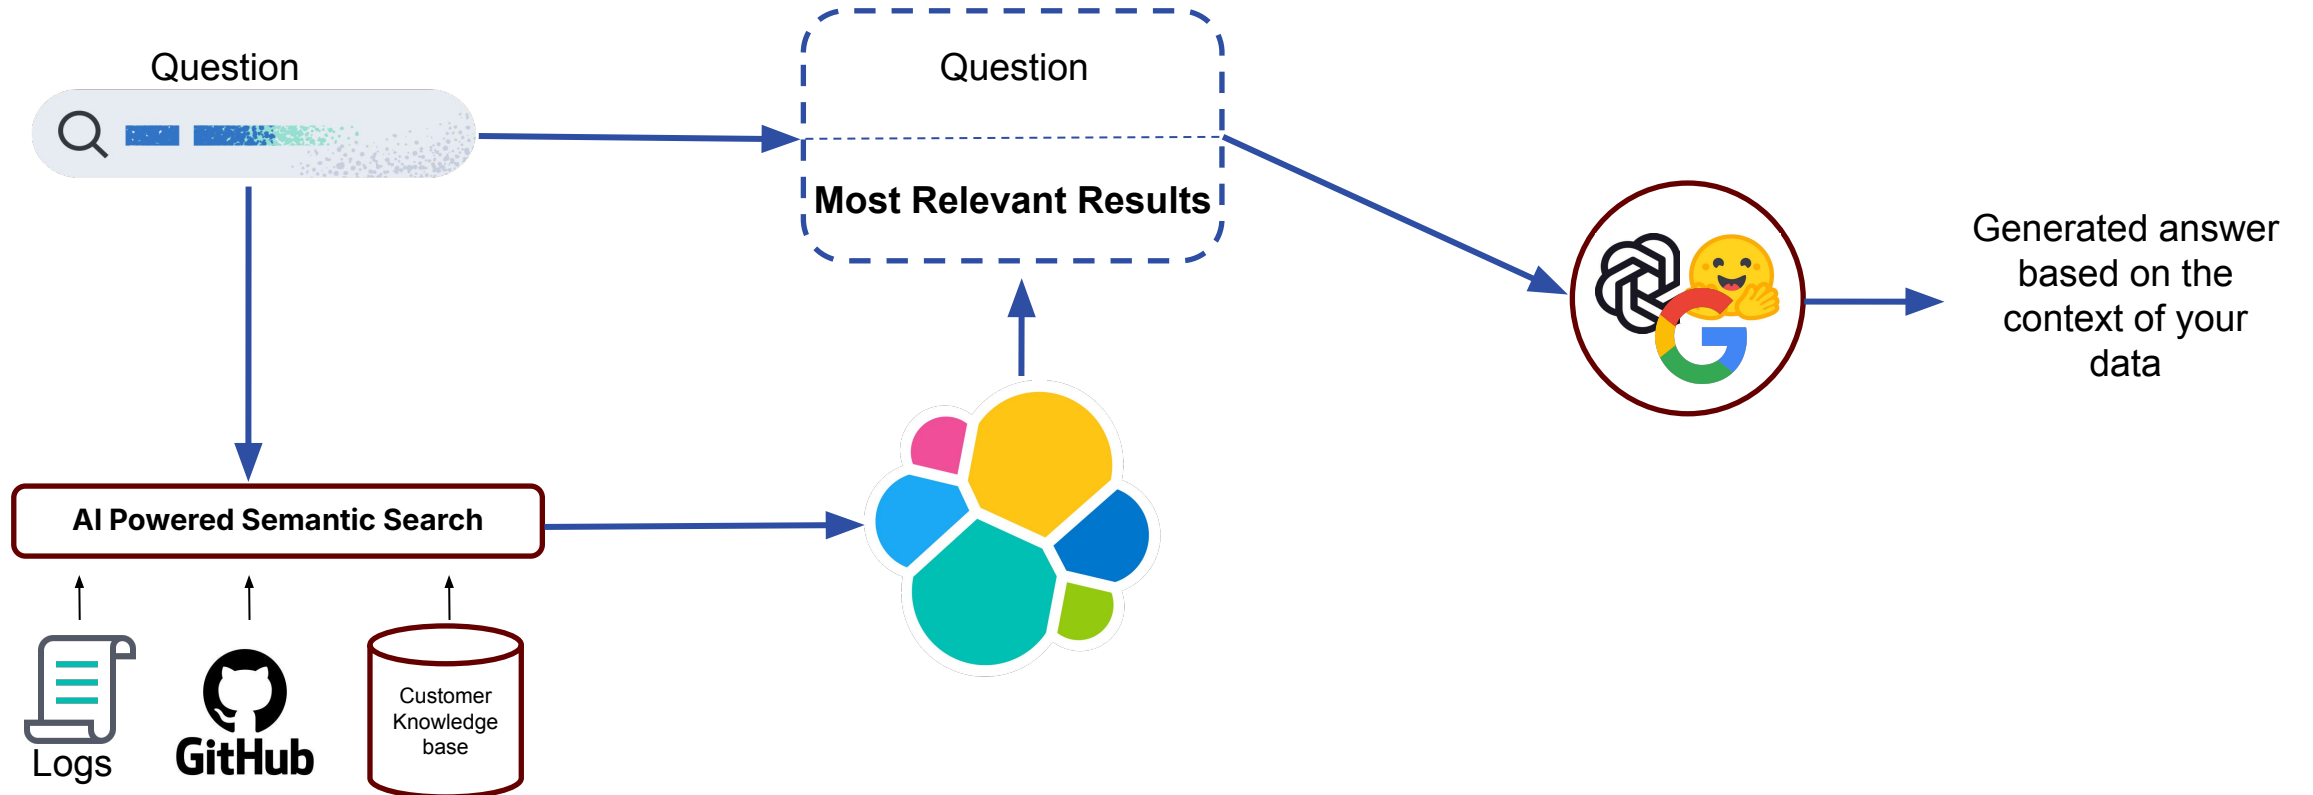 Question
Question
Most Relevant Results
Generated answer
based on the
context of your
data
AI Powered Semantic Search
Logs
GitHub
Customer
Knowledge
base